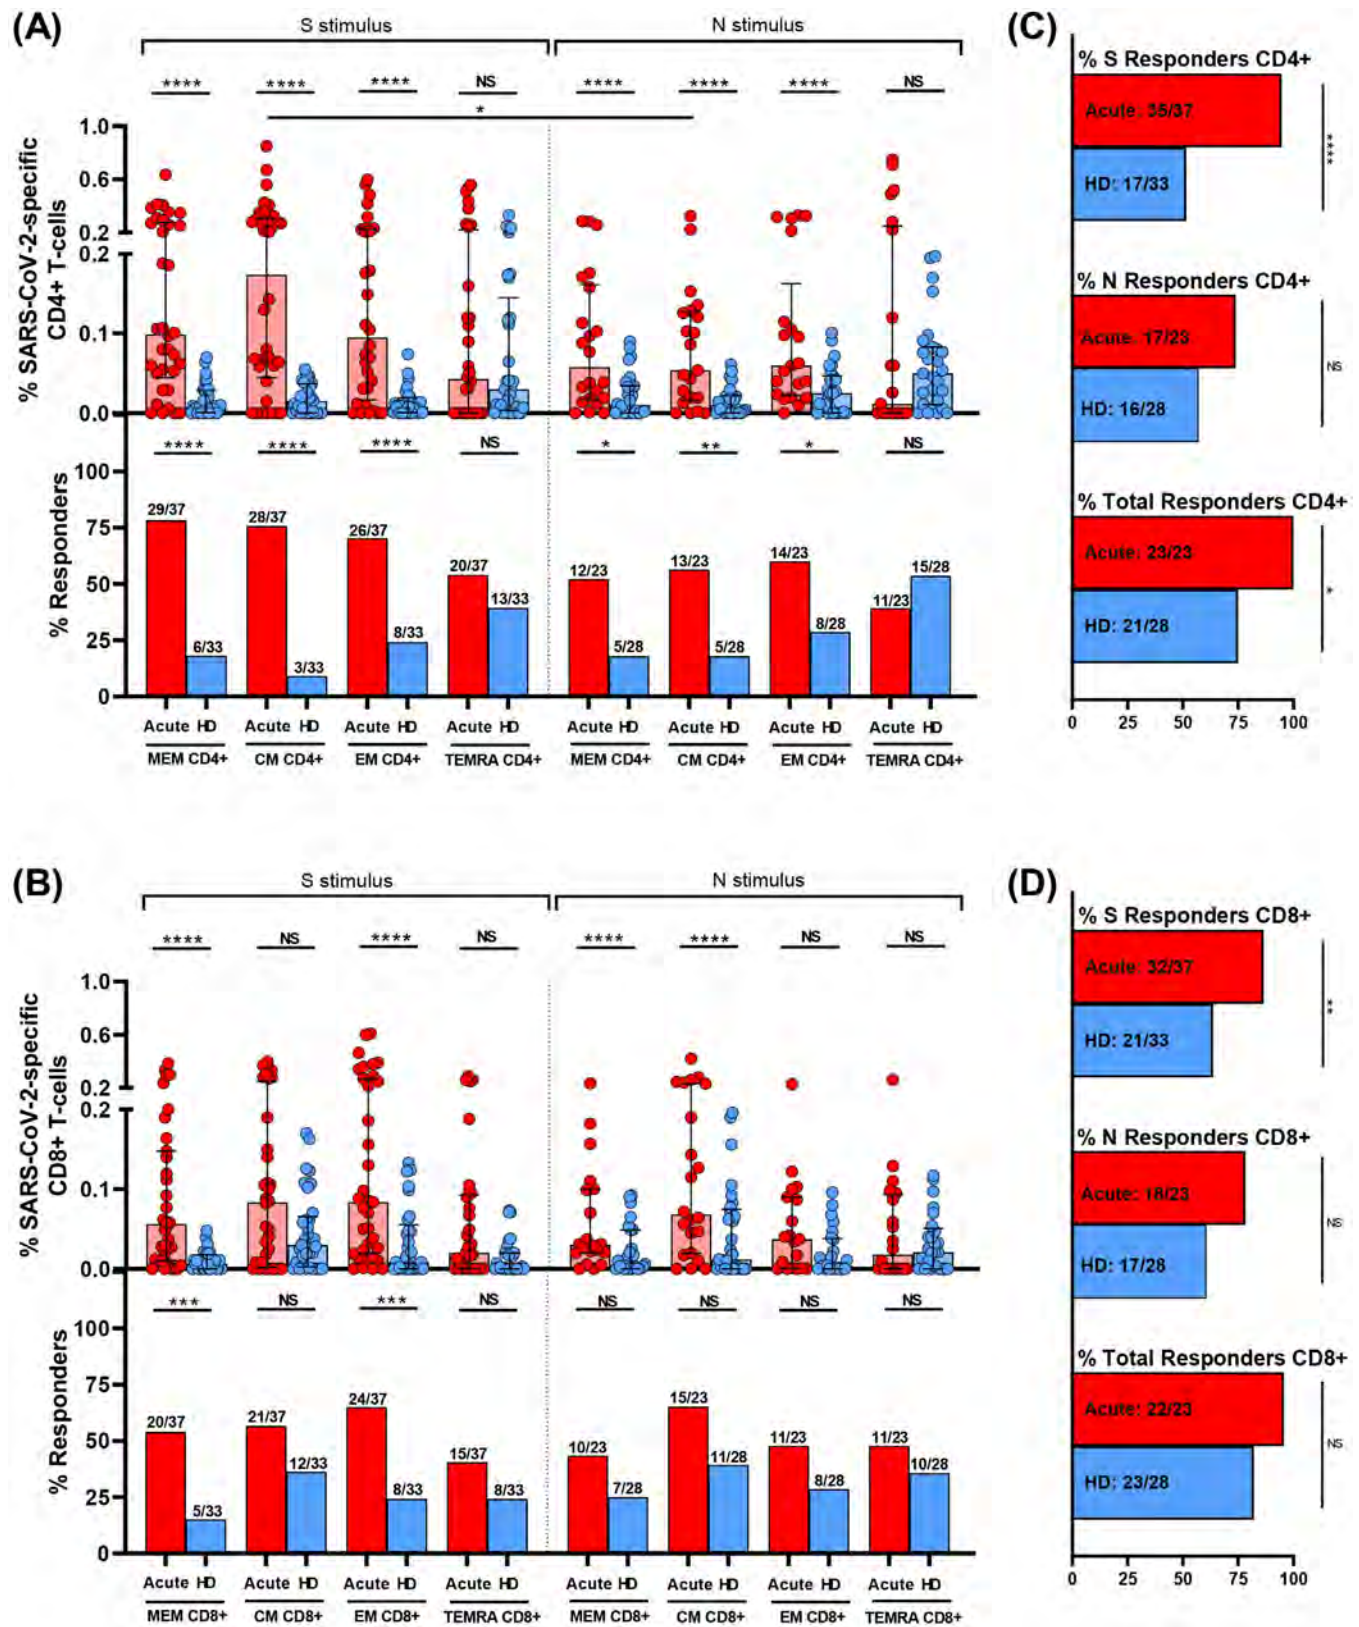 (A)
S stimulus
N stimulus
**** **** **** NS **** **** **** NS
*
% SARS-CoV-2-specific
CD4+ T-cells
1.0
0.6
0.2
0.2
0.1
0.0
**** **** **** NS * ** * NS
% Responders
100
75
50
25
0
29/37 6/33 28/37 3/33 26/37 8/33 20/37 13/33 12/23 5/28 13/23 5/28 14/23 8/28 11/23 15/28
Acute HD Acute HD Acute HD Acute HD Acute HD Acute HD Acute HD Acute HD
MEM CD4+ CM CD4+ EM CD4+ TEMRA CD4+ MEM CD4+ CM CD4+ EM CD4+ TEMRA CD4+
(C)
% S Responders CD4+
Acute: 35/37
HD: 17/33
****
% N Responders CD4+
Acute: 17/23
HD: 16/28
NS
% Total Responders CD4+
Acute: 23/23
HD: 21/28
*
0 25 50 75 100
(B)
S stimulus
N stimulus
**** NS **** NS **** **** NS NS
% SARS-CoV-2-specific
CD8+ T-cells
1.0
0.6
0.2
0.2
0.1
0.0
*** NS *** NS NS NS NS NS
% Responders
100
75
50
25
0
20/37 5/33 21/37 12/33 24/37 8/33 15/37 8/33 10/23 7/28 15/23 11/28 11/23 8/28 11/23 10/28
Acute HD Acute HD Acute HD Acute HD Acute HD Acute HD Acute HD Acute HD
MEM CD8+ CM CD8+ EM CD8+ TEMRA CD8+ MEM CD8+ CM CD8+ EM CD8+ TEMRA CD8+
(D)
% S Responders CD8+
Acute: 32/37
HD: 21/33
**
% N Responders CD8+
Acute: 18/23
HD: 17/28
NS
% Total Responders CD8+
Acute: 22/23
HD: 23/28
NS
0 25 50 75 100